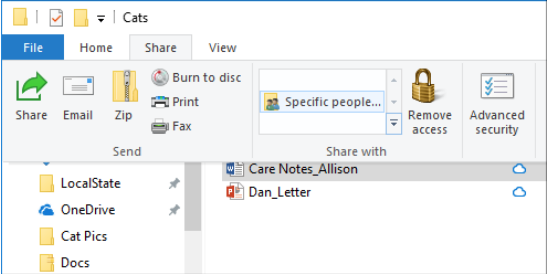 Cats
File Home Share View
Share
Email
Zip
Burn to disc
Print
Fax
Send
Specific people...
Share with
Remove
access
Advanced
security
LocalState
OneDrive
Cat Pics
Docs
Care Notes_Allison
Dan_Letter